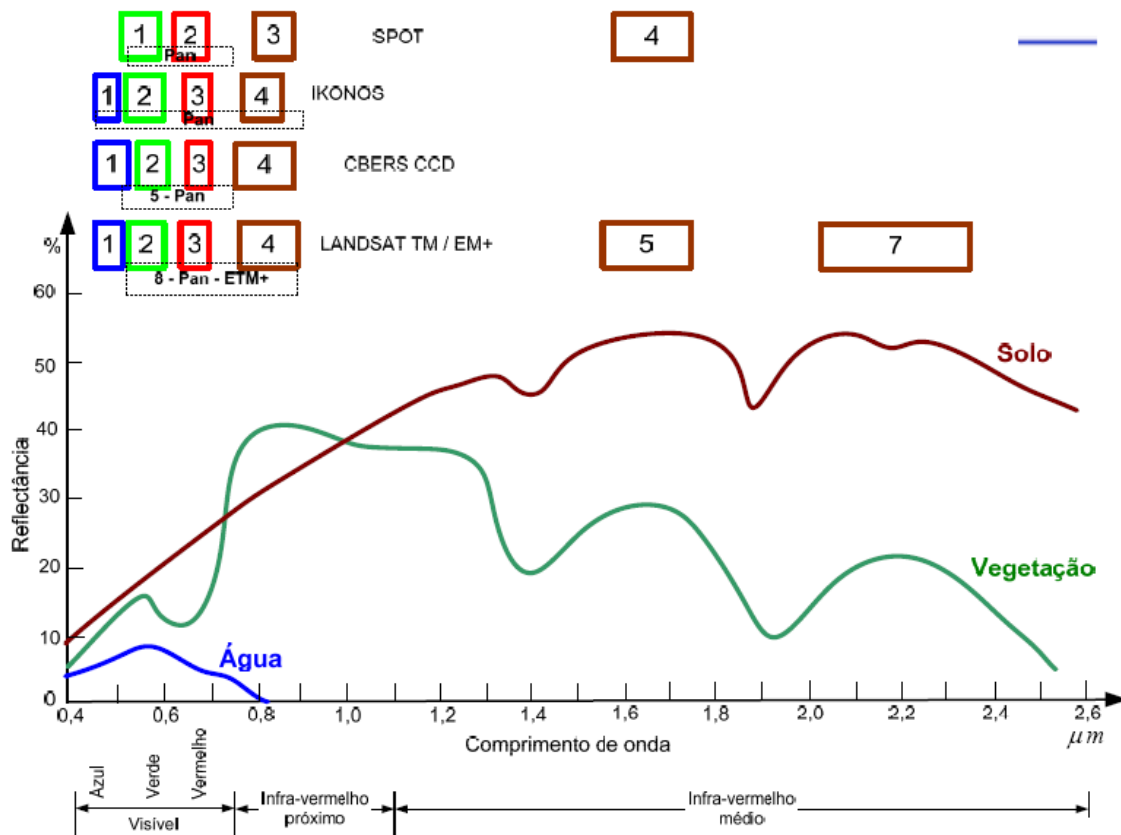 1 2 3 SPOT 4
Pan
1 2 3 4 IKONOS
Pan
1 2 3 4 CBERS CCD
5 - Pan
% 1 2 3 4 LANDSAT TM / EM+ 5 7
8 - Pan - ETM+
60
50
40
30
20
10
0
Reflectância
Solo
Vegetação
Água
0,4 0,6 0,8 1,0 1,2 1,4 1,6 1,8 2,0 2,2 2,4 2,6
Comprimento de onda
μm
Azul
Verde
Vermelho
Visível
Infra-vermelho
próximo
Infra-vermelho
médio